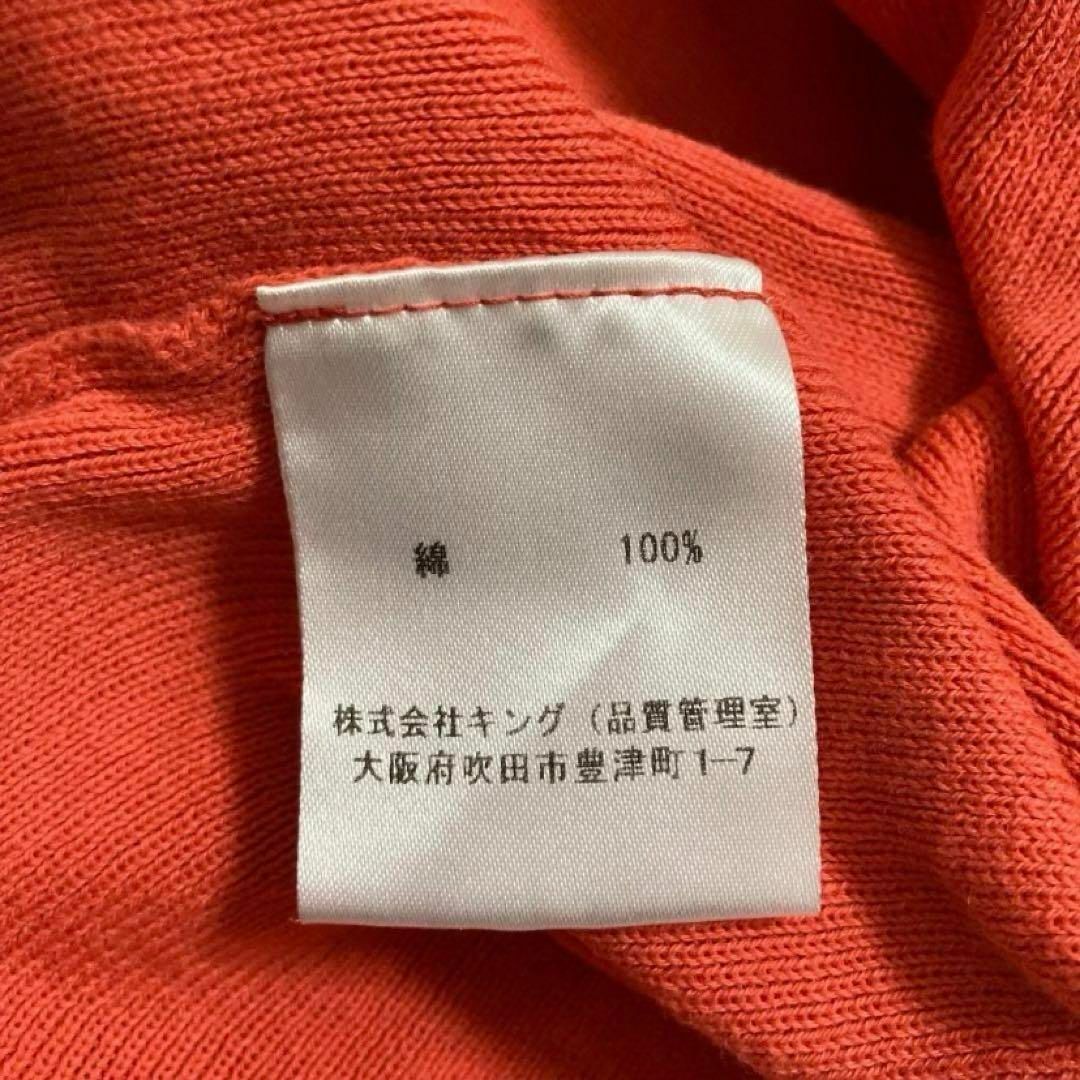 綿 100%
株式会社キング（品質管理室）
大阪府吹田市豊津町1-7